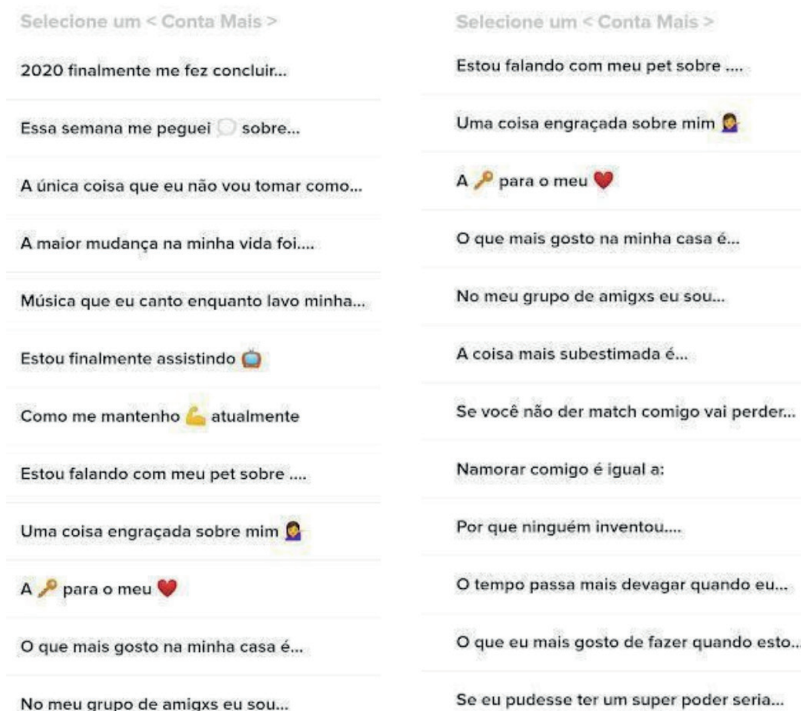 Selecione um < Conta Mais >
2020 finalmente me fez concluir...
Essa semana me peguei 💭 sobre...
A única coisa que eu não vou tomar como...
A maior mudança na minha vida foi....
Música que eu canto enquanto lavo minha...
Estou finalmente assistindo 📺
Como me mantenho 💪 atualmente
Estou falando com meu pet sobre ....
Uma coisa engraçada sobre mim 💁‍♀️
A 🔑 para o meu ❤️
O que mais gosto na minha casa é...
No meu grupo de amigxs eu sou...
Selecione um < Conta Mais >
Estou falando com meu pet sobre ....
Uma coisa engraçada sobre mim 💁‍♀️
A 🔑 para o meu ❤️
O que mais gosto na minha casa é...
No meu grupo de amigxs eu sou...
A coisa mais subestimada é...
Se você não der match comigo vai perder...
Namorar comigo é igual a:
Por que ninguém inventou....
O tempo passa mais devagar quando eu...
O que eu mais gosto de fazer quando esto...
Se eu pudesse ter um super poder seria...